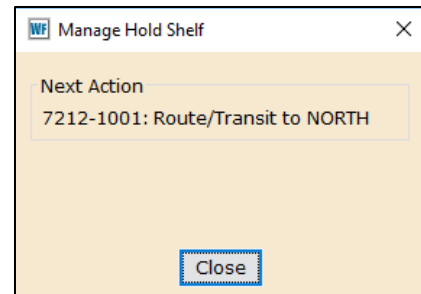 WF Manage Hold Shelf
Next Action
7212-1001: Route/Transit to NORTH
Close